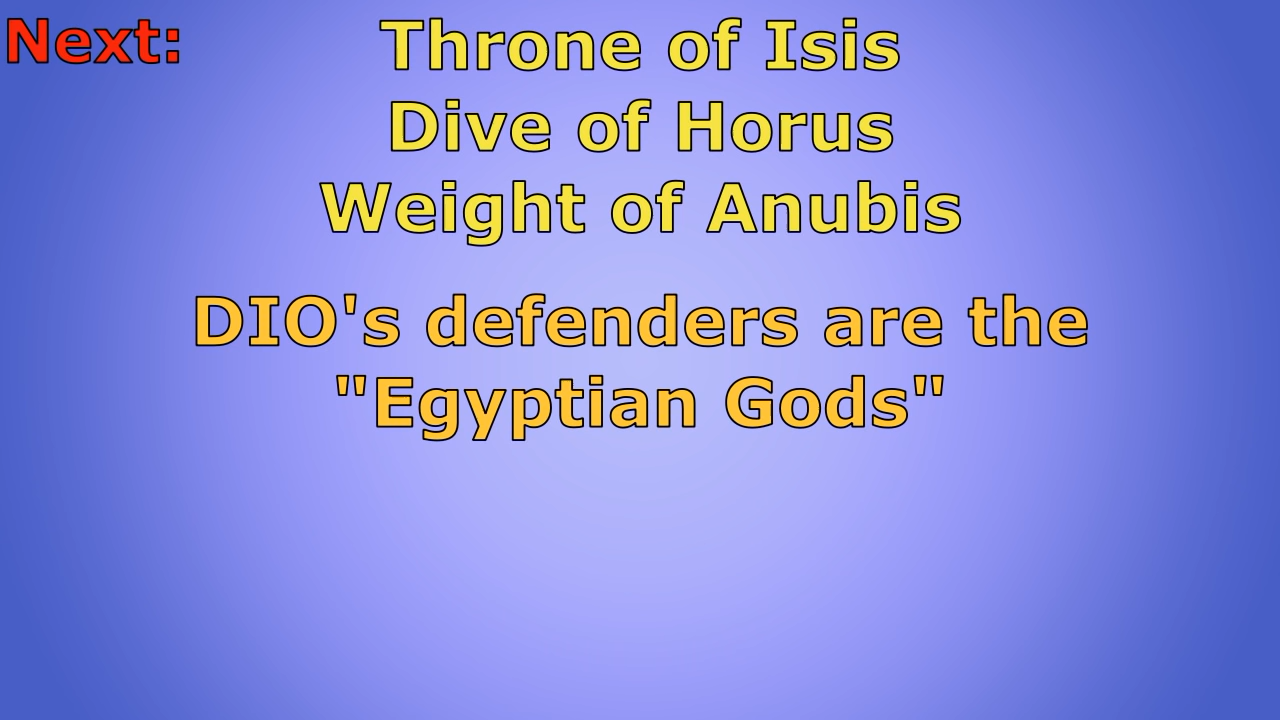 Next:
Throne of Isis
Dive of Horus
Weight of Anubis
DIO's defenders are the
"Egyptian Gods"